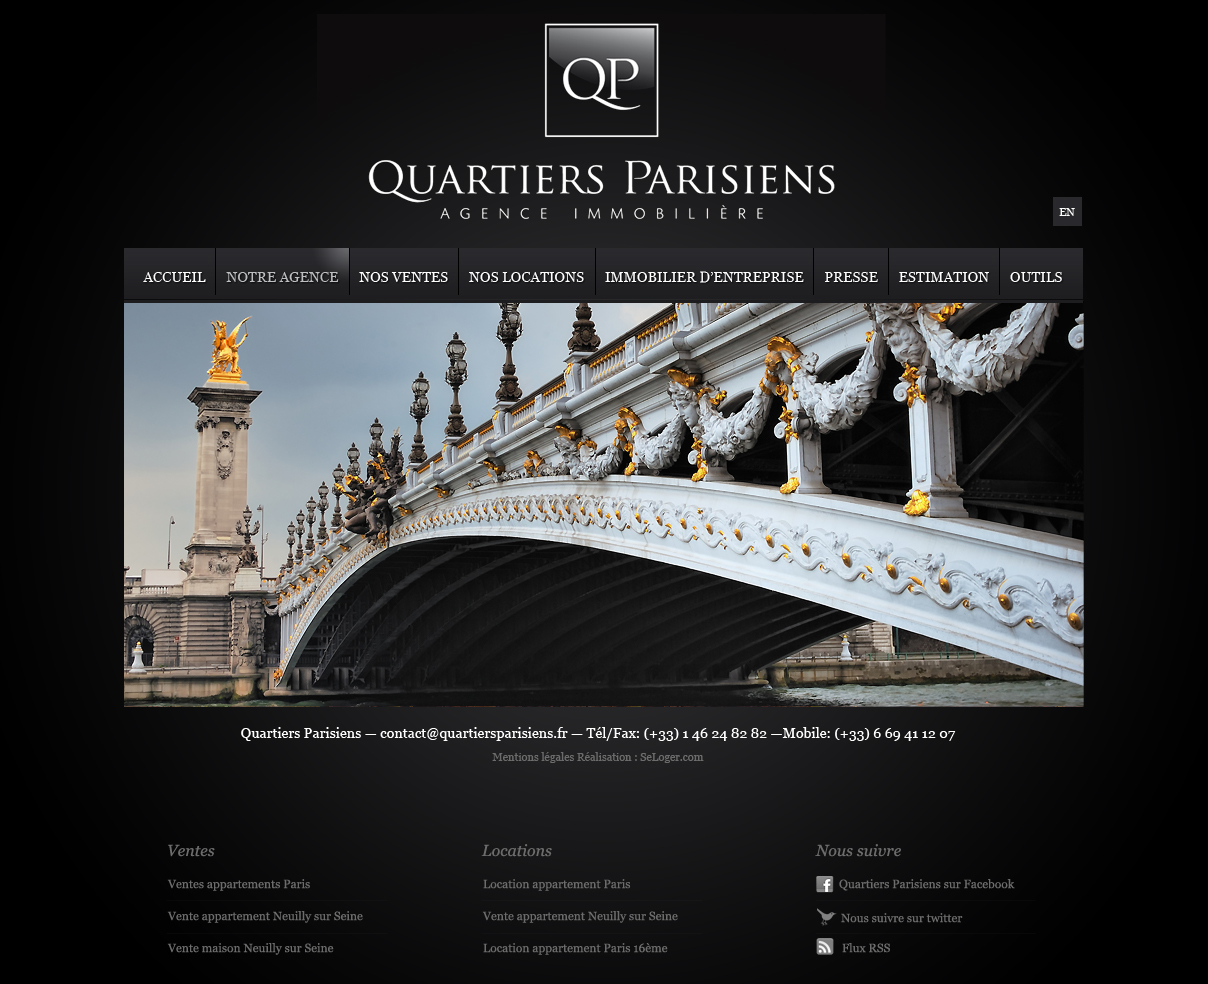 QP
QUARTIERS PARISIENS
AGENCE IMMOBILIÈRE
EN
ACCUEIL NOTRE AGENCE NOS VENTES NOS LOCATIONS IMMOBILIER D’ENTREPRISE PRESSE ESTIMATION OUTILS
Quartiers Parisiens — contact@quartiersparisiens.fr — Tél/Fax: (+33) 1 46 24 82 82 —Mobile: (+33) 6 69 41 12 07
Mentions légales Réalisation : SeLoger.com
Ventes
Ventes appartements Paris
Vente appartement Neuilly sur Seine
Vente maison Neuilly sur Seine
Locations
Location appartement Paris
Vente appartement Neuilly sur Seine
Location appartement Paris 16ème
Nous suivre
Quartiers Parisiens sur Facebook
Nous suivre sur twitter
Flux RSS